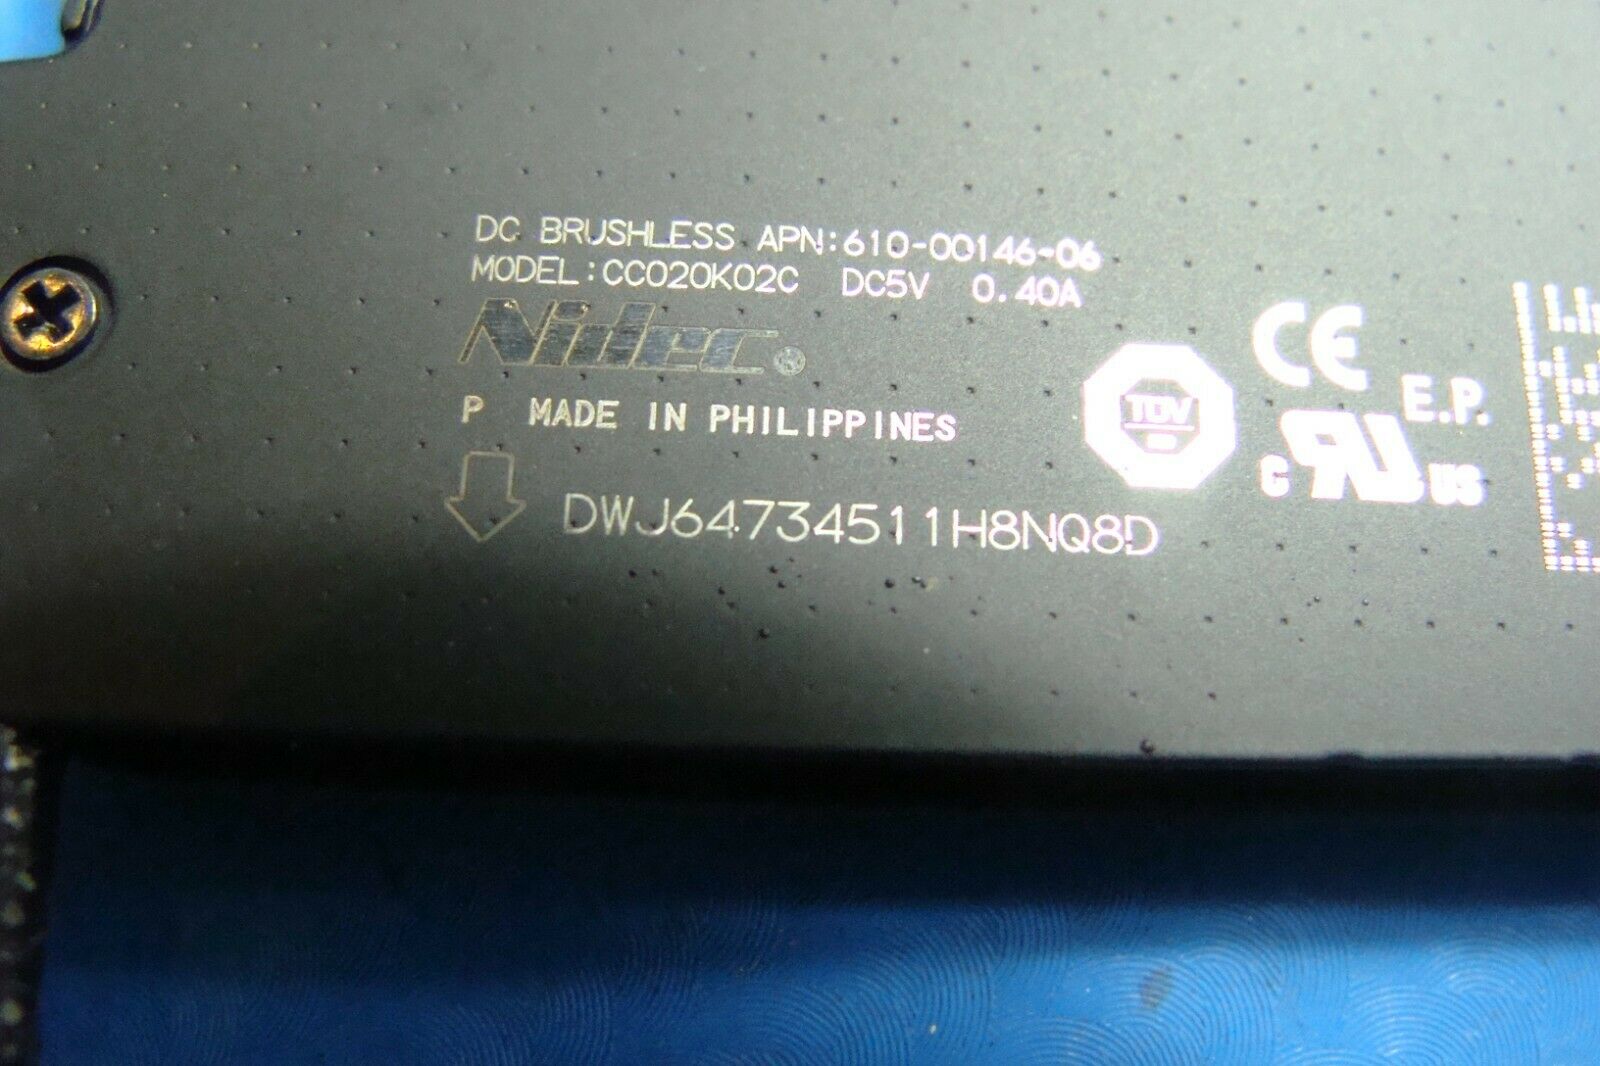 DC BRUSHLESS APN:610-00146-06
MODEL:CC020K02C DC5V 0.40A
Nidec
P MADE IN PHILIPPINES
DWJ64734511H8NQ8D
TÜV
CE
E.P.
C RU US